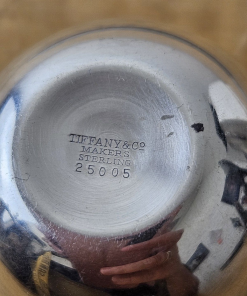 TIFFANY & Co
MAKERS
STERLING
25005